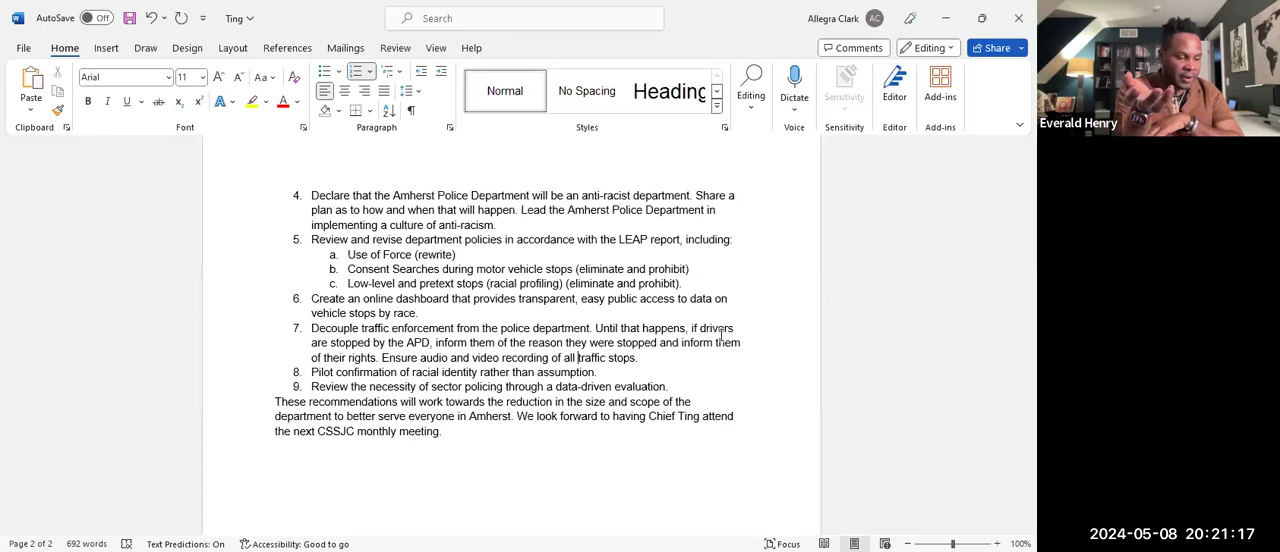 AutoSave Off Ting Search Allegra Clark AC
File Home Insert Draw Design Layout References Mailings Review View Help Comments Editing Share
Arial 11 Aa
Paste B I U ab x₂ x² A A Normal No Spacing Heading Editing Dictate Sensitivity Editor Add-ins
Clipboard Font Paragraph Styles Voice Sensitivity Editor Add-ins
Everald Henry
4. Declare that the Amherst Police Department will be an anti-racist department. Share a
plan as to how and when that will happen. Lead the Amherst Police Department in
implementing a culture of anti-racism.
5. Review and revise department policies in accordance with the LEAP report, including:
a. Use of Force (rewrite)
b. Consent Searches during motor vehicle stops (eliminate and prohibit)
c. Low-level and pretext stops (racial profiling) (eliminate and prohibit).
6. Create an online dashboard that provides transparent, easy public access to data on
vehicle stops by race.
7. Decouple traffic enforcement from the police department. Until that happens, if drivers
are stopped by the APD, inform them of the reason they were stopped and inform them
of their rights. Ensure audio and video recording of all traffic stops.
8. Pilot confirmation of racial identity rather than assumption.
9. Review the necessity of sector policing through a data-driven evaluation.
These recommendations will work towards the reduction in the size and scope of the
department to better serve everyone in Amherst. We look forward to having Chief Ting attend
the next CSSJC monthly meeting.
Page 2 of 2 692 words Text Predictions: On Accessibility: Good to go Focus 100%
2024-05-08 20:21:17